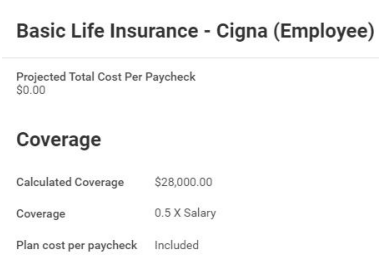 Basic Life Insurance - Cigna (Employee)
Projected Total Cost Per Paycheck
$0.00
Coverage
Calculated Coverage $28,000.00
Coverage 0.5 X Salary
Plan cost per paycheck Included